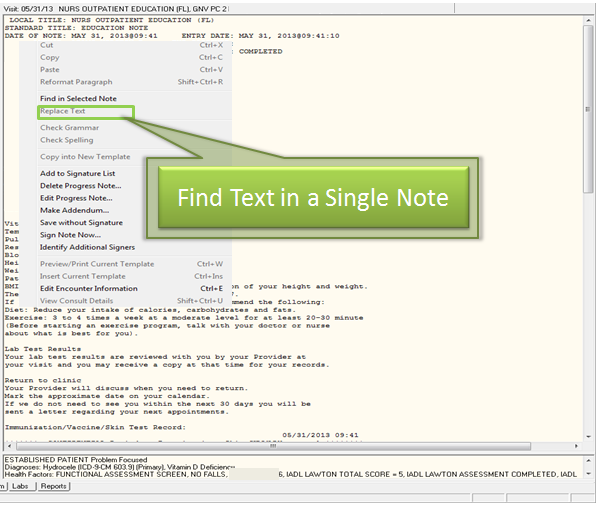 Visit: 05/31/13 NURS OUTPATIENT EDUCATION (FL), GNV PC 2
LOCAL TITLE: NURS OUTPATIENT EDUCATION (FL)
STANDARD TITLE: EDUCATION NOTE
DATE OF NOTE: MAY 31, 2013@09:41 ENTRY DATE: MAY 31, 2013@09:41:10
: COMPLETED
Cut Ctrl+X
Copy Ctrl+C
Paste Ctrl+V
Reformat Paragraph Shift+Ctrl+R
Find in Selected Note
Replace Text
Check Grammar
Check Spelling
Copy into New Template
Add to Signature List
Delete Progress Note...
Edit Progress Note...
Make Addendum...
Save without Signature
Sign Note Now...
Identify Additional Signers
Preview/Print Current Template Ctrl+W
Insert Current Template Ctrl+Ins
Edit Encounter Information Ctrl+E
View Consult Details Shift+Ctrl+U
Find Text in a Single Note
Vit
Tem
Pul
Res
Blo
Hei
Wei
Pat
BMI on of your height and weight.
The
If mmend the following:
Diet: Reduce your intake of calories, carbohydrates and fats.
Exercise: 3 to 4 times a week at a moderate level for at least 20-30 minute
(Before starting an exercise program, talk with your doctor or nurse
about what is best for you).
Lab Test Results
Your lab test results are reviewed with you by your Provider at
your visit and you may receive a copy at that time for your records.
Return to clinic
Your Provider will discuss when you need to return.
Mark the approximate date on your calendar.
If we do not need to see you within the next 30 days you will be
sent a letter regarding your next appointments.
Immunization/Vaccine/Skin Test Record:
05/31/2013 09:41
ESTABLISHED PATIENT Problem Focused
Diagnoses: Hydrocele (ICD-9-CM 603.9) (Primary), Vitamin D Deficienc
Health Factors: FUNCTIONAL ASSESSMENT SCREEN, NO FALLS, 6, IADL LAWTON TOTAL SCORE = 5, IADL LAWTON ASSESSMENT COMPLETED, IADL
m Labs Reports